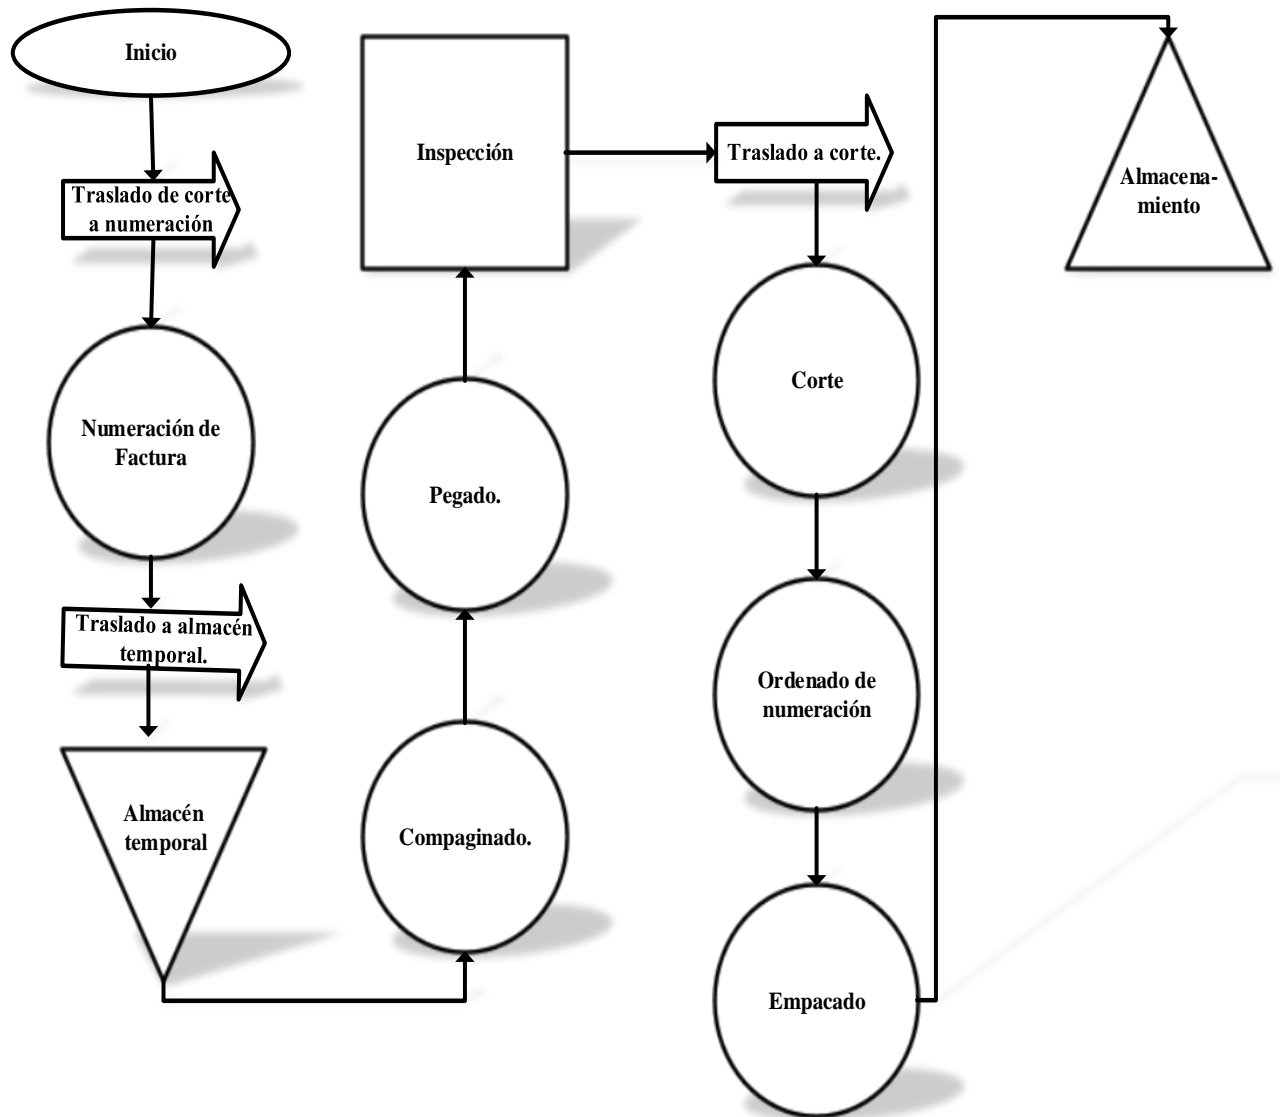 Inicio
Traslado de corte
a numeración
Numeración de
Factura
Traslado a almacén
temporal.
Almacén
temporal
Compaginado.
Pegado.
Inspección
Traslado a corte.
Corte
Ordenado de
numeración
Empacado
Almacena-
miento